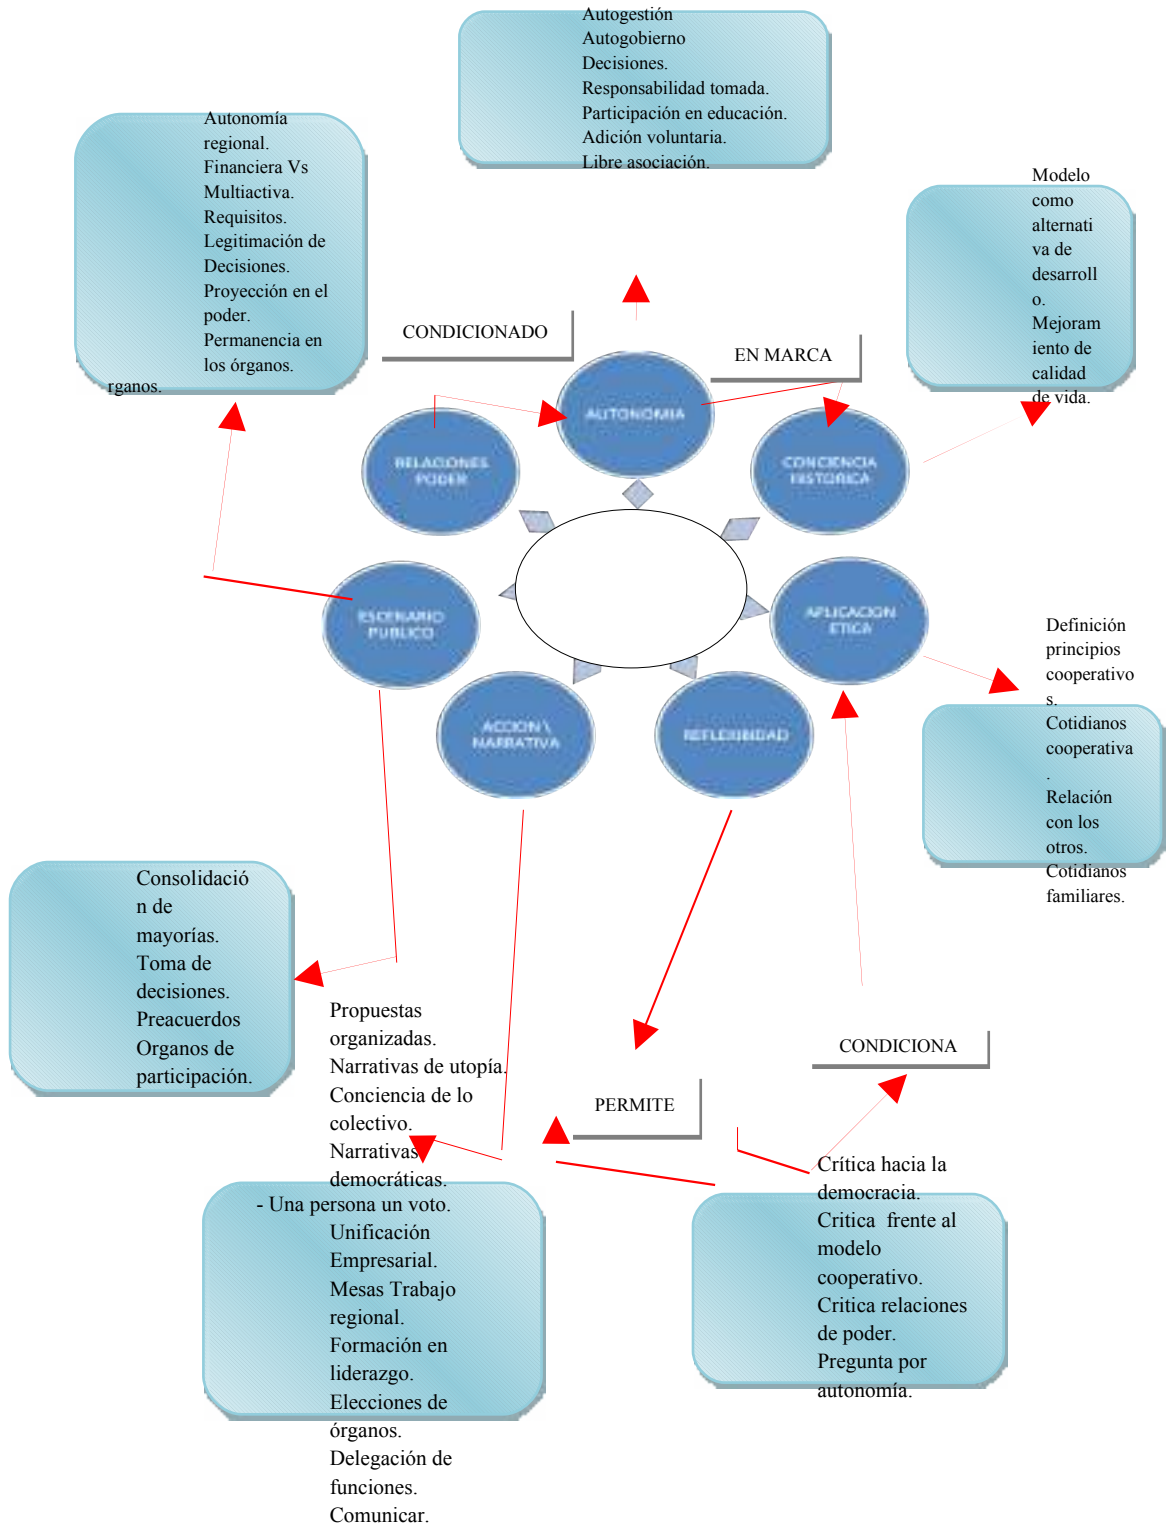 Autogestión
Autogobierno
Decisiones.
Responsabilidad tomada.
Participación en educación.
Adición voluntaria.
Libre asociación.
Autonomía
regional.
Financiera Vs
Multiactiva.
Requisitos.
Legitimación de
Decisiones.
Proyección en el
poder.
Permanencia en
los órganos.
rganos.
Modelo
como
alternati
va de
desarroll
o.
Mejoram
iento de
calidad
de vida.
CONDICIONADO
EN MARCA
AUTONOMIA
RELACIONES
PODER
CONCIENCIA
HISTORICA
ESCENARIO
PUBLICO
APLICACION
ETICA
ACCION \
NARRATIVA
REFLEXIBIDAD
Definición
principios
cooperativo
s.
Cotidianos
cooperativa
.
Relación
con los
otros.
Cotidianos
familiares.
Consolidació
n de
mayorías.
Toma de
decisiones.
Preacuerdos
Organos de
participación.
Propuestas
organizadas.
Narrativas de utopía.
Conciencia de lo
colectivo.
Narrativas
democráticas.
- Una persona un voto.
Unificación
Empresarial.
Mesas Trabajo
regional.
Formación en
liderazgo.
Elecciones de
órganos.
Delegación de
funciones.
Comunicar.
PERMITE
CONDICIONA
Crítica hacia la
democracia.
Critica  frente al
modelo
cooperativo.
Critica relaciones
de poder.
Pregunta por
autonomía.